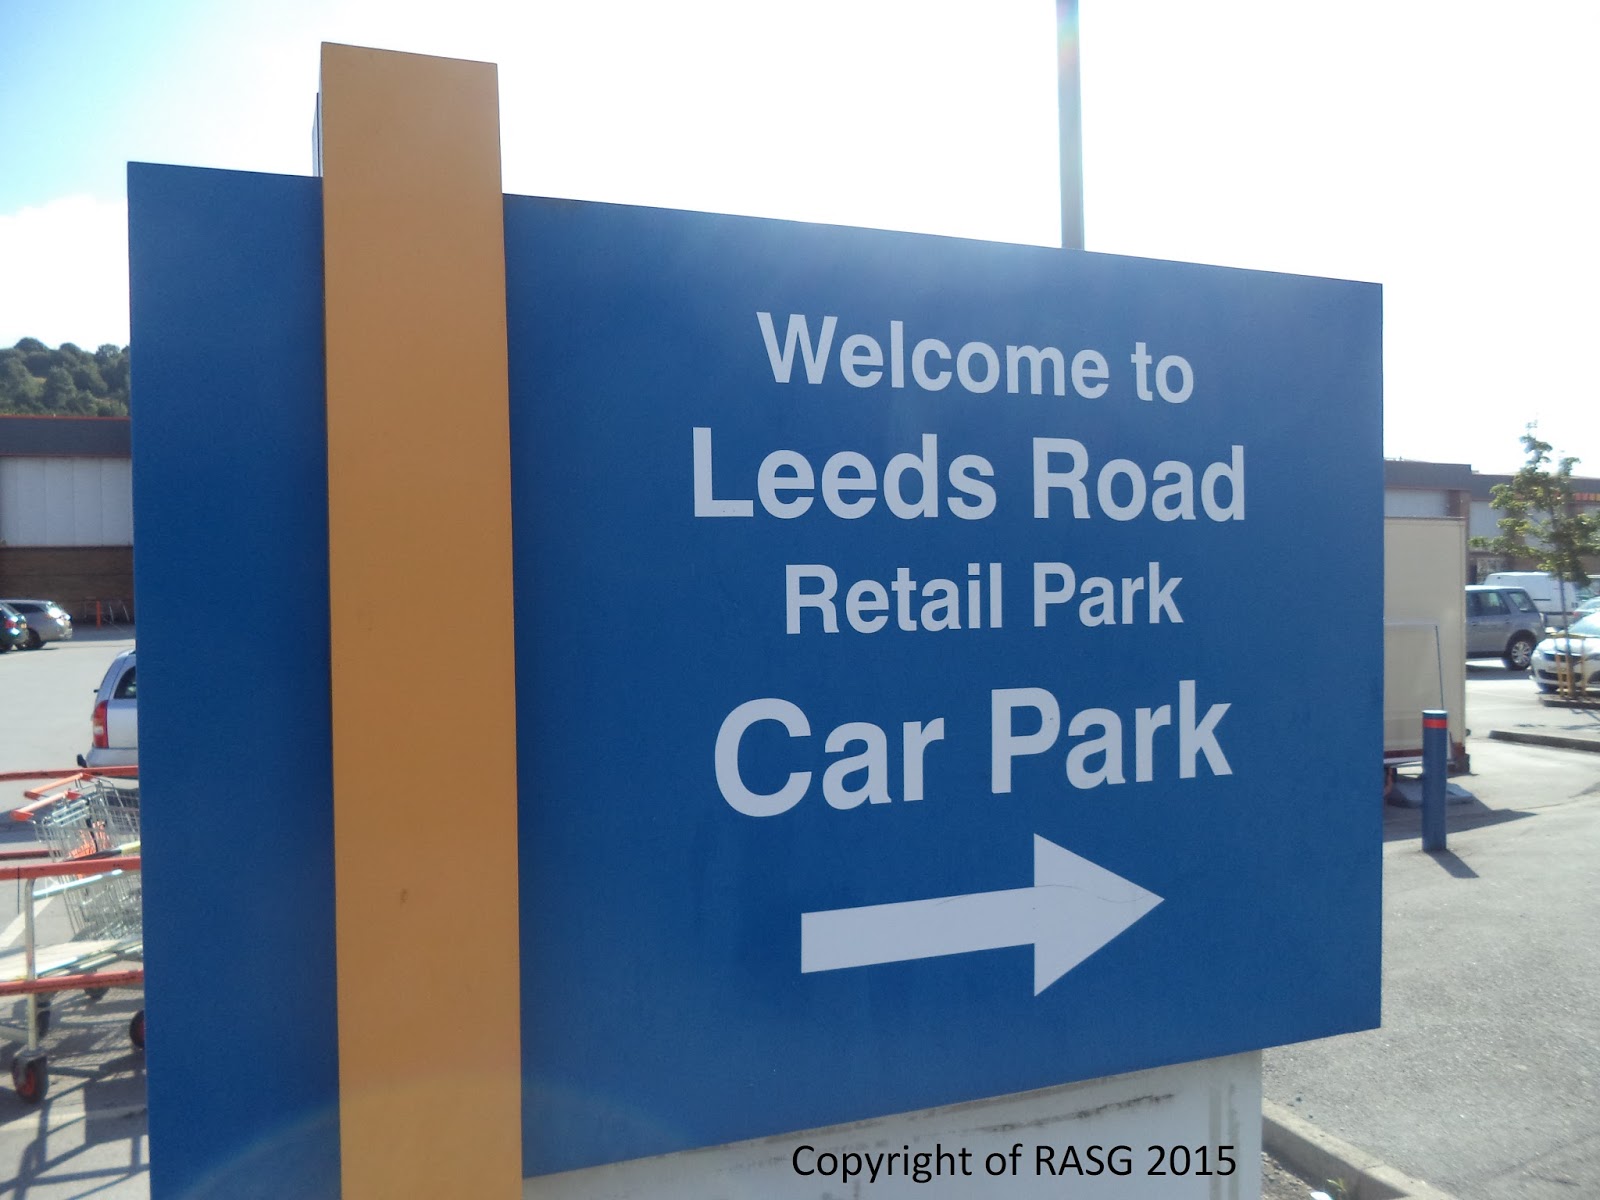 Welcome to
Leeds Road
Retail Park
Car Park
Copyright of RASG 2015